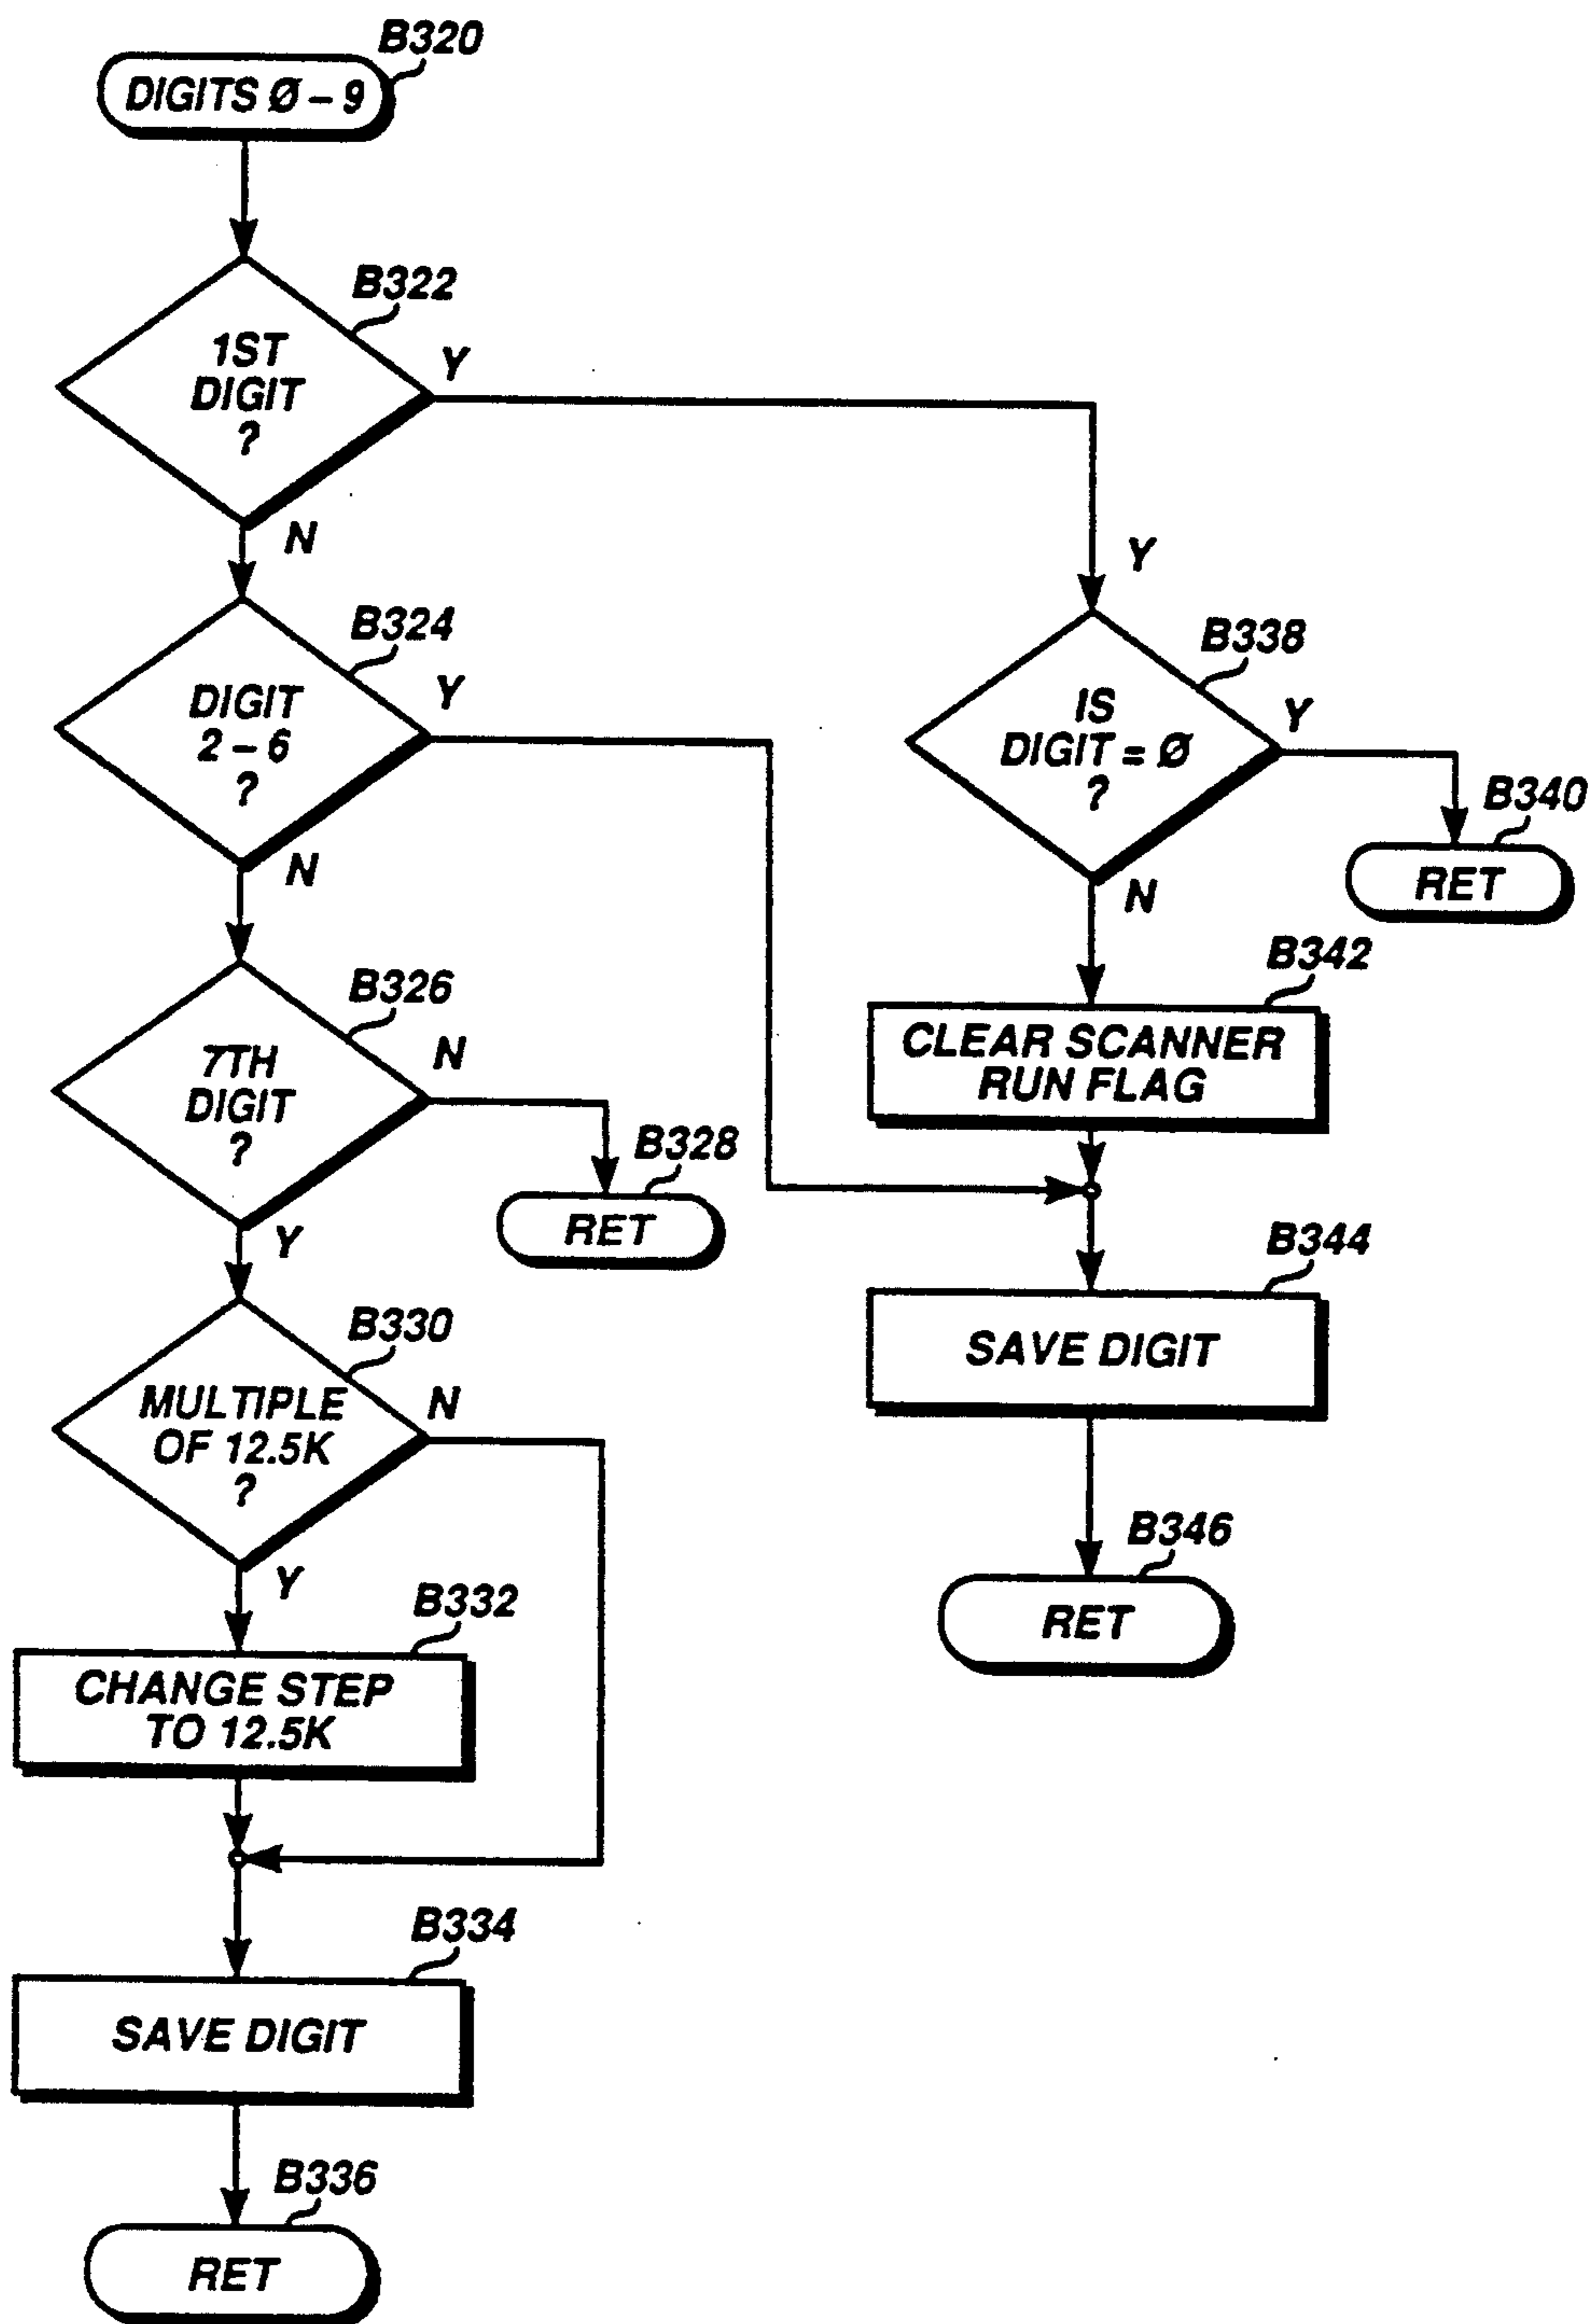 B320
DIGITS Ø – 9
B322
1ST
DIGIT
?
Y
N
B324
DIGIT
2 – 6
?
Y
N
B326
7TH
DIGIT
?
N
B328
RET
Y
B330
MULTIPLE
OF 12.5K
?
N
Y
B332
CHANGE STEP
TO 12.5K
B334
SAVE DIGIT
B336
RET
Y
B338
IS
DIGIT = Ø
?
Y
B340
RET
N
B342
CLEAR SCANNER
RUN FLAG
B344
SAVE DIGIT
B346
RET